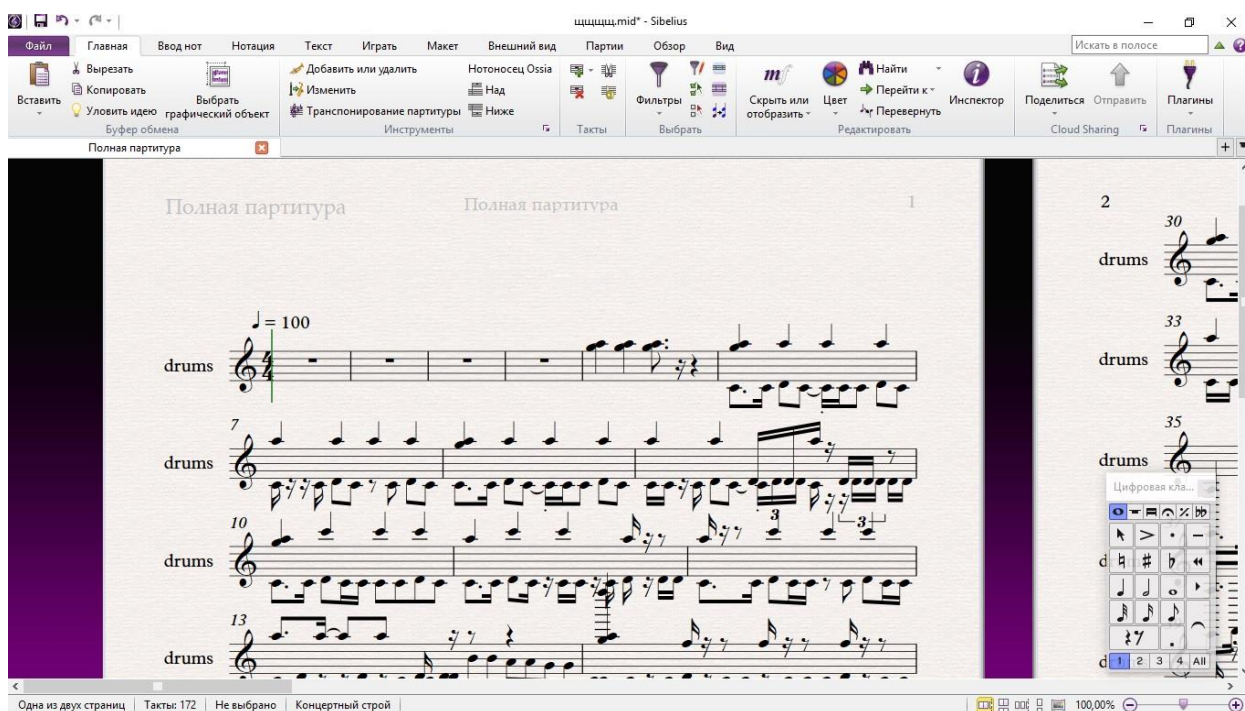 щщщщ.mid* - Sibelius
Файл Главная Ввод нот Нотация Текст Играть Макет Внешний вид Партии Обзор Вид Искать в полосе
Вставить
Вырезать
Копировать
Уловить идею
Буфер обмена
Выбрать
графический объект
Добавить или удалить
Изменить
Транспонирование партитуры
Инструменты
Нотоносец Ossia
Над
Ниже
Такты
Фильтры
Выбрать
mf
Скрыть или
отобразить
Цвет
Найти
Перейти к
Перевернуть
Редактировать
Инспектор
Поделиться Отправить
Cloud Sharing
Плагины
Плагины
Полная партитура
Полная партитура Полная партитура 1
= 100
drums
7
drums
3 3
10
drums
13
drums
2
30
drums
33
drums
35
drums
Цифровая кла...
1 2 3 4 All
Одна из двух страниц Такты: 172 Не выбрано Концертный строй 100,00%